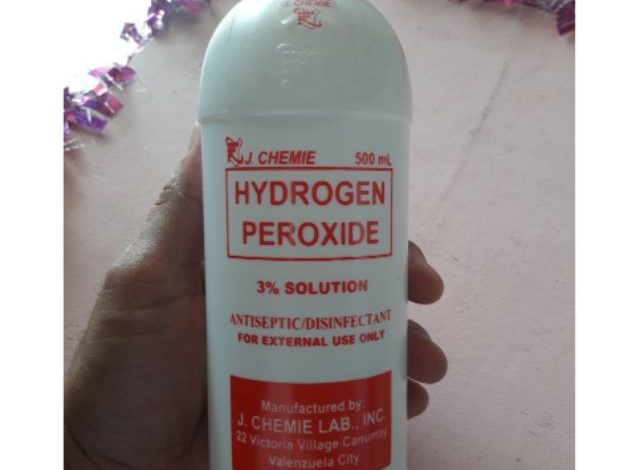 J. CHEMIE
J. CHEMIE 500 mL
HYDROGEN
PEROXIDE
3% SOLUTION
ANTISEPTIC/DISINFECTANT
FOR EXTERNAL USE ONLY
Manufactured by:
J. CHEMIE LAB., INC.
22 Victoria Village Canumay
Valenzuela City